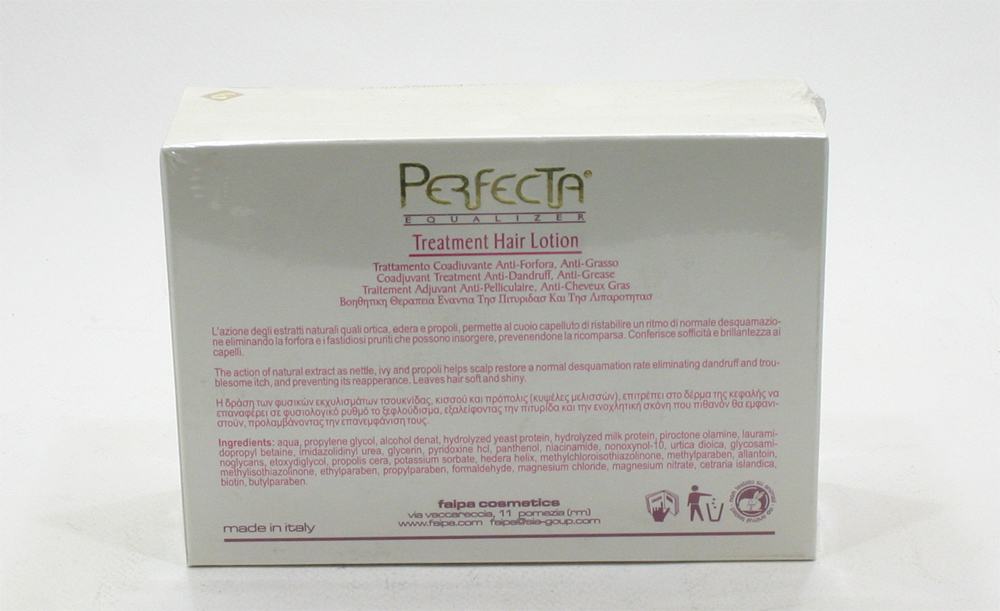 PERFECTA
EQUALIZER
Treatment Hair Lotion
Trattamento Coadiuvante Anti-Forfora, Anti-Grasso
Coadjuvant Treatment Anti-Dandruff, Anti-Grease
Traitement Adjuvant Anti-Pelliculaire, Anti-Cheveux Gras
Βοηθητικη Θεραπεια Εναντια Τησ Πιτυριδασ Και Τησ Λιπαροτητασ
L'azione degli estratti naturali quali ortica, edera e propoli, permette al cuoio capelluto di ristabilire un ritmo di normale desquamazio-
ne eliminando la forfora e i fastidiosi pruriti che possono insorgere, prevenendone la ricomparsa. Conferisce sofficità e brillantezza ai
capelli.
The action of natural extract as nettle, ivy and propoli helps scalp restore a normal desquamation rate eliminating dandruff and trou-
blesome itch, and preventing its reapperance. Leaves hair soft and shiny.
Η δράση των φυσικών εκχυλισμάτων τσουκνίδας, κισσού και πρόπολις (κυψέλες μελισσών), επιτρέπει στο δέρμα της κεφαλής να
επαναφέρει σε φυσιολογικό ρυθμό το ξεφλούδισμα, εξαλείφοντας την πιτυρίδα και την ενοχλητική σκόνη που πιθανόν θα εμφανι-
στούν, προλαμβάνοντας την επανεμφάνιση τους.
Ingredients: aqua, propylene glycol, alcohol denat, hydrolyzed yeast protein, hydrolyzed milk protein, piroctone olamine, laurami-
dopropyl betaine, imidazolidinyl urea, glycerin, pyridoxine hcl, panthenol, niacinamide, nonoxynol-10, urtica dioica, glycosami-
noglycans, etoxydiglycol, propolis cera, potassium sorbate, hedera helix, methylchloroisothiazolinone, methylparaben, allantoin,
methylisothiazolinone, ethylparaben, propylparaben, formaldehyde, magnesium chloride, magnesium nitrate, cetraria islandica,
biotin, butylparaben.
faipa cosmetics
via vaccareccia, 11 pomezia (rm)
www.faipa.com faipa@sia-goup.com
made in italy